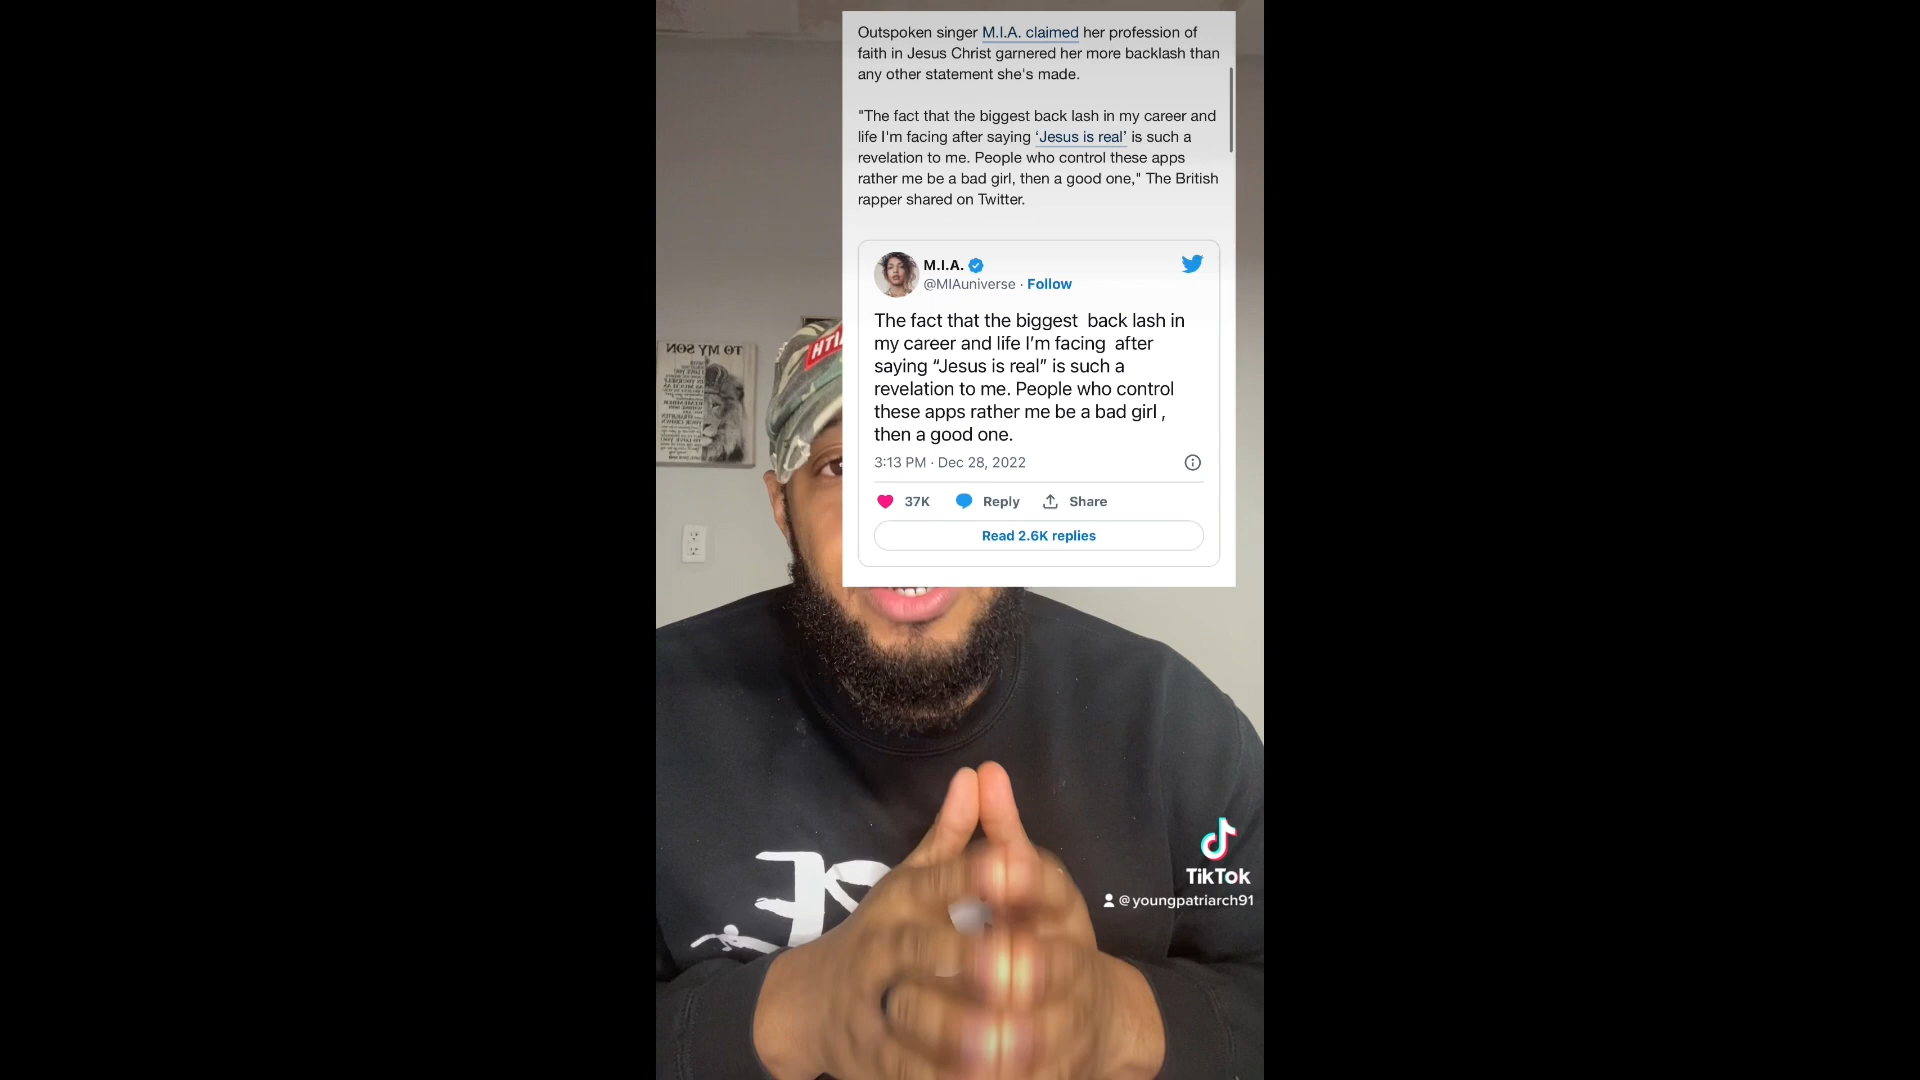 Outspoken singer M.I.A. claimed her profession of
faith in Jesus Christ garnered her more backlash than
any other statement she's made.
"The fact that the biggest back lash in my career and
life I'm facing after saying ‘Jesus is real’ is such a
revelation to me. People who control these apps
rather me be a bad girl, then a good one," The British
rapper shared on Twitter.
M.I.A.
@MIAuniverse · Follow
The fact that the biggest back lash in
my career and life I’m facing after
saying “Jesus is real” is such a
revelation to me. People who control
these apps rather me be a bad girl ,
then a good one.
3:13 PM · Dec 28, 2022
37K Reply Share
Read 2.6K replies
TO MY SON
TikTok
@youngpatriarch91